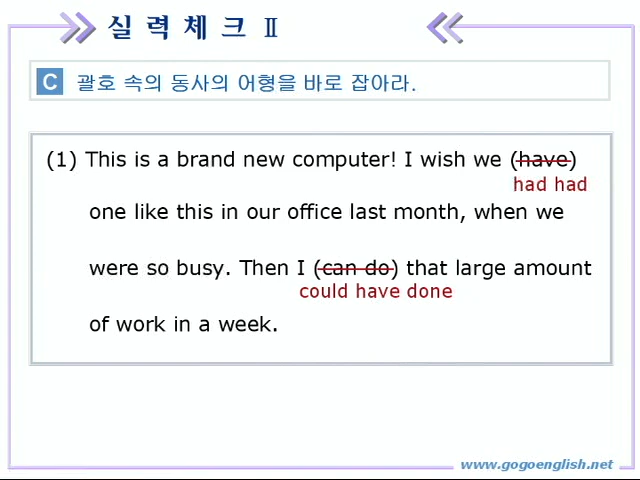 실 력 체 크 Ⅱ
C 괄호 속의 동사의 어형을 바로 잡아라.
(1) This is a brand new computer! I wish we (have)
had had
one like this in our office last month, when we
were so busy. Then I (can do) that large amount
could have done
of work in a week.
www.gogoenglish.net